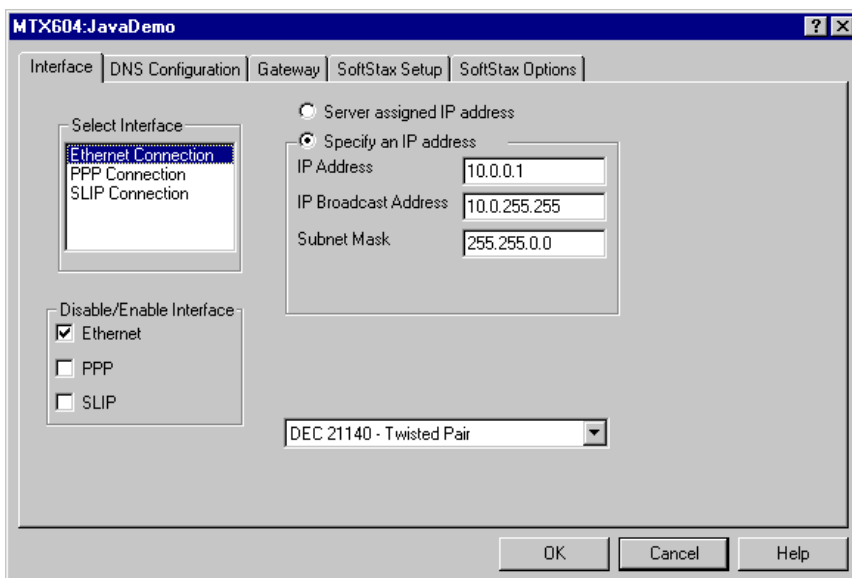 MTX604:JavaDemo
Interface
DNS Configuration
Gateway
SoftStax Setup
SoftStax Options
Select Interface
Ethernet Connection
PPP Connection
SLIP Connection
Server assigned IP address
Specify an IP address
IP Address
10.0.0.1
IP Broadcast Address
10.0.255.255
Subnet Mask
255.255.0.0
Disable/Enable Interface
Ethernet
PPP
SLIP
DEC 21140 - Twisted Pair
OK
Cancel
Help